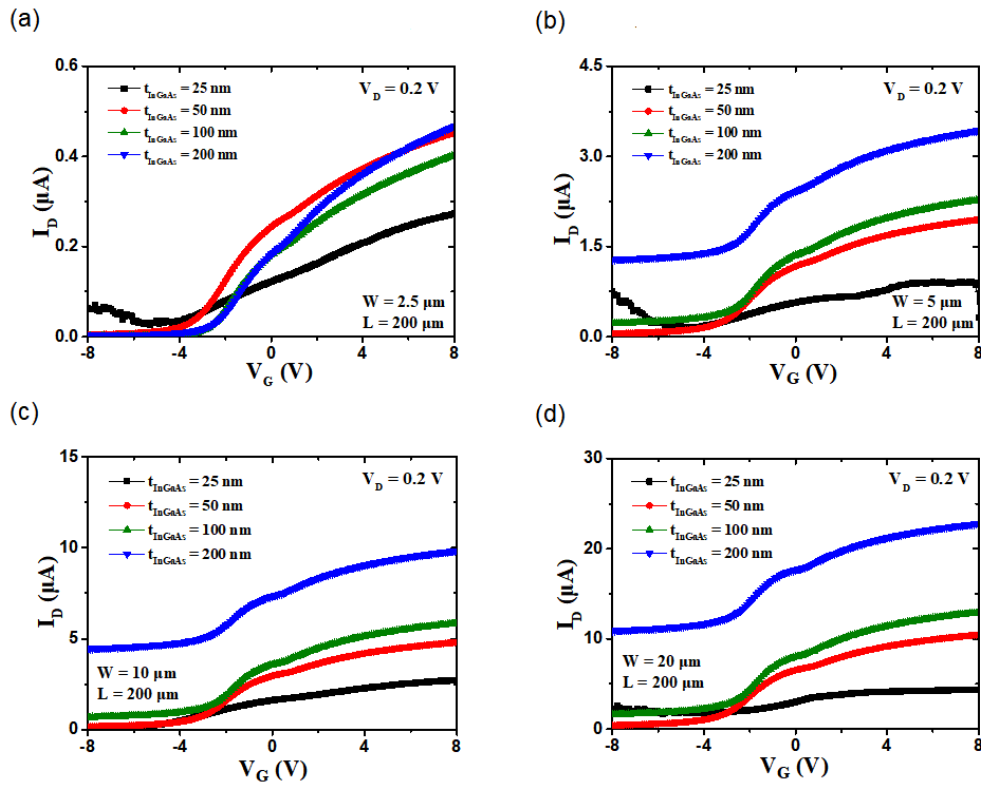 (a)
0.6
0.4
0.2
0.0
I_D (µA)
t_InGaAs = 25 nm
t_InGaAs = 50 nm
t_InGaAs = 100 nm
t_InGaAs = 200 nm
V_D = 0.2 V
W = 2.5 µm
L = 200 µm
-8 -4 0 4 8
V_G (V)
(b)
4.5
3.0
1.5
0.0
I_D (µA)
t_InGaAs = 25 nm
t_InGaAs = 50 nm
t_InGaAs = 100 nm
t_InGaAs = 200 nm
V_D = 0.2 V
W = 5 µm
L = 200 µm
-8 -4 0 4 8
V_G (V)
(c)
15
10
5
0
I_D (µA)
t_InGaAs = 25 nm
t_InGaAs = 50 nm
t_InGaAs = 100 nm
t_InGaAs = 200 nm
V_D = 0.2 V
W = 10 µm
L = 200 µm
-8 -4 0 4 8
V_G (V)
(d)
30
20
10
0
I_D (µA)
t_InGaAs = 25 nm
t_InGaAs = 50 nm
t_InGaAs = 100 nm
t_InGaAs = 200 nm
V_D = 0.2 V
W = 20 µm
L = 200 µm
-8 -4 0 4 8
V_G (V)